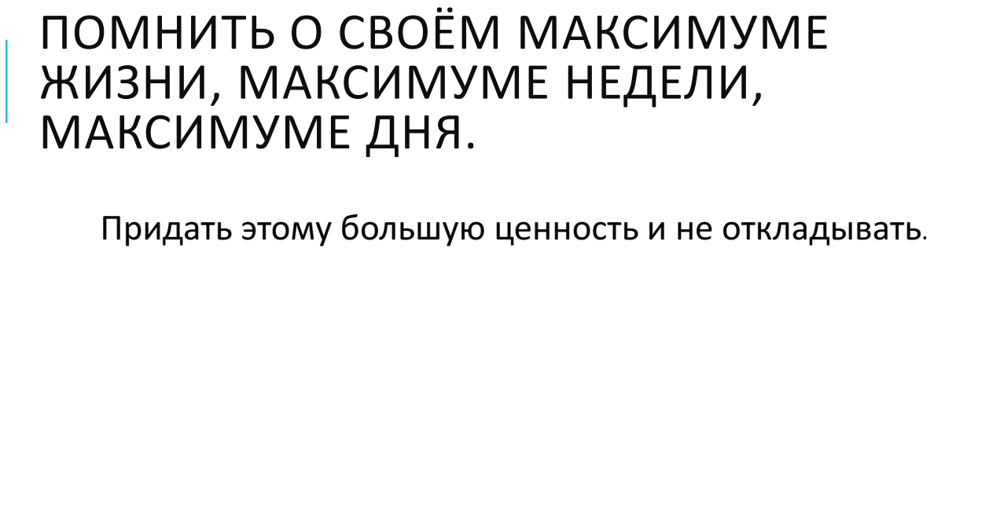 ПОМНИТЬ О СВОЁМ МАКСИМУМЕ
ЖИЗНИ, МАКСИМУМЕ НЕДЕЛИ,
МАКСИМУМЕ ДНЯ.
Придать этому большую ценность и не откладывать.